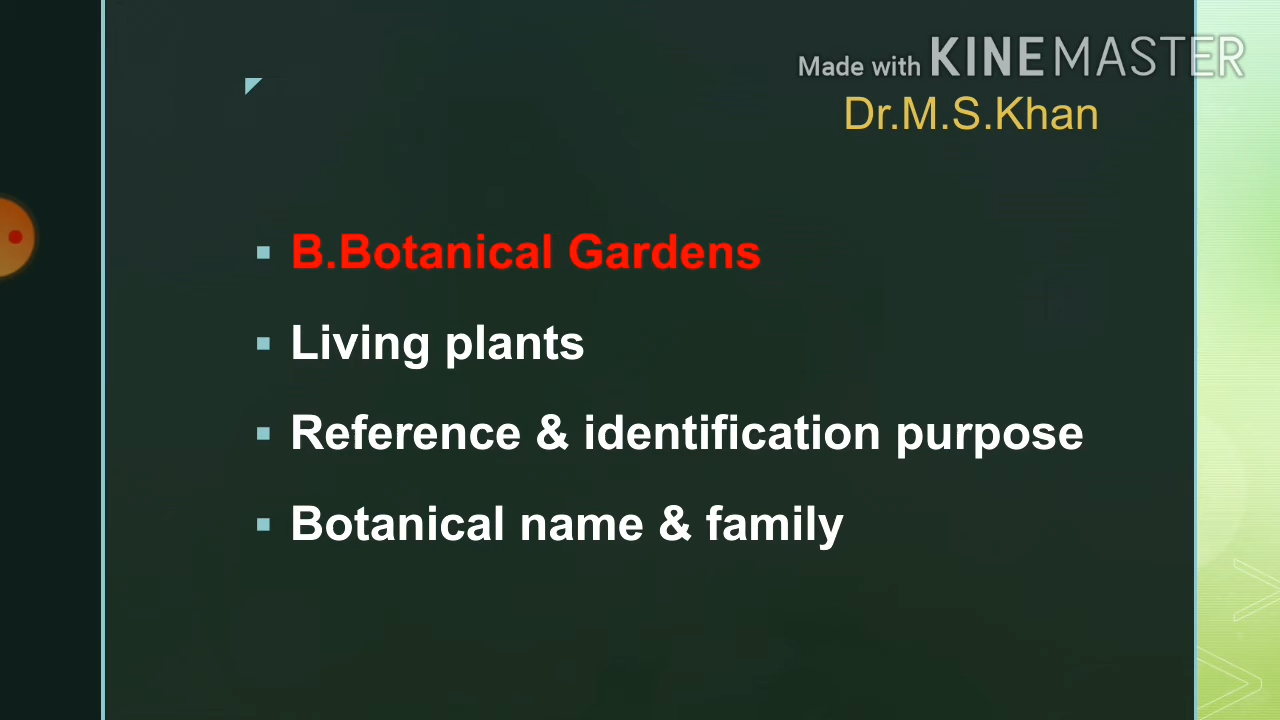 Made with KINEMASTER
Dr.M.S.Khan
B.Botanical Gardens
Living plants
Reference & identification purpose
Botanical name & family